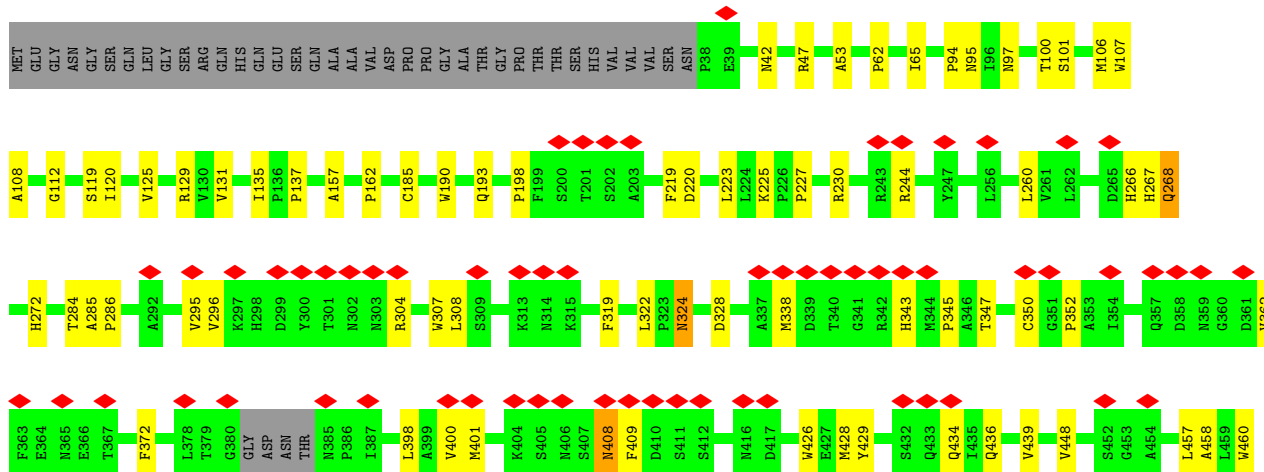 MET GLU GLY GLY ASN GLY SER GLN LEU GLY SER ARG GLN HIS GLN GLU SER GLN ALA ALA VAL ASP PRO PRO GLY ALA THR GLY PRO THR THR SER HIS VAL VAL VAL SER ASN P38 E39 N42 R47 A53 P62 I65 P94 N95 I96 N97 T100 S101 M106 W107
A108 G112 S119 I120 V125 R129 V130 V131 I135 P136 P137 A157 P162 C185 W190 Q193 P198 F199 S200 T201 S202 A203 F219 D220 L223 L224 K225 P226 P227 R230 R243 R244 Y247 L256 L260 V261 L262 D265 H266 H267 Q268
H272 T284 A285 P286 A292 V295 V296 K297 H298 D299 Y300 T301 N302 N303 R304 W307 L308 S309 K313 N314 K315 F319 L322 P323 N324 D328 A337 M338 D339 T340 G341 R342 H343 M344 P345 A346 T347 C350 G351 P352 A353 I354 Q357 D358 N359 G360 D361
F363 E364 N365 E366 T367 F372 L378 T379 G380 GLY ASP ASN THR N385 P386 I387 L398 A399 V400 M401 K404 S405 N406 S407 N408 F409 D410 S411 S412 N416 D417 W426 E427 M428 Y429 S432 Q433 Q434 I435 Q436 V439 V448 S452 G453 A454 L457 A458 L459 W460